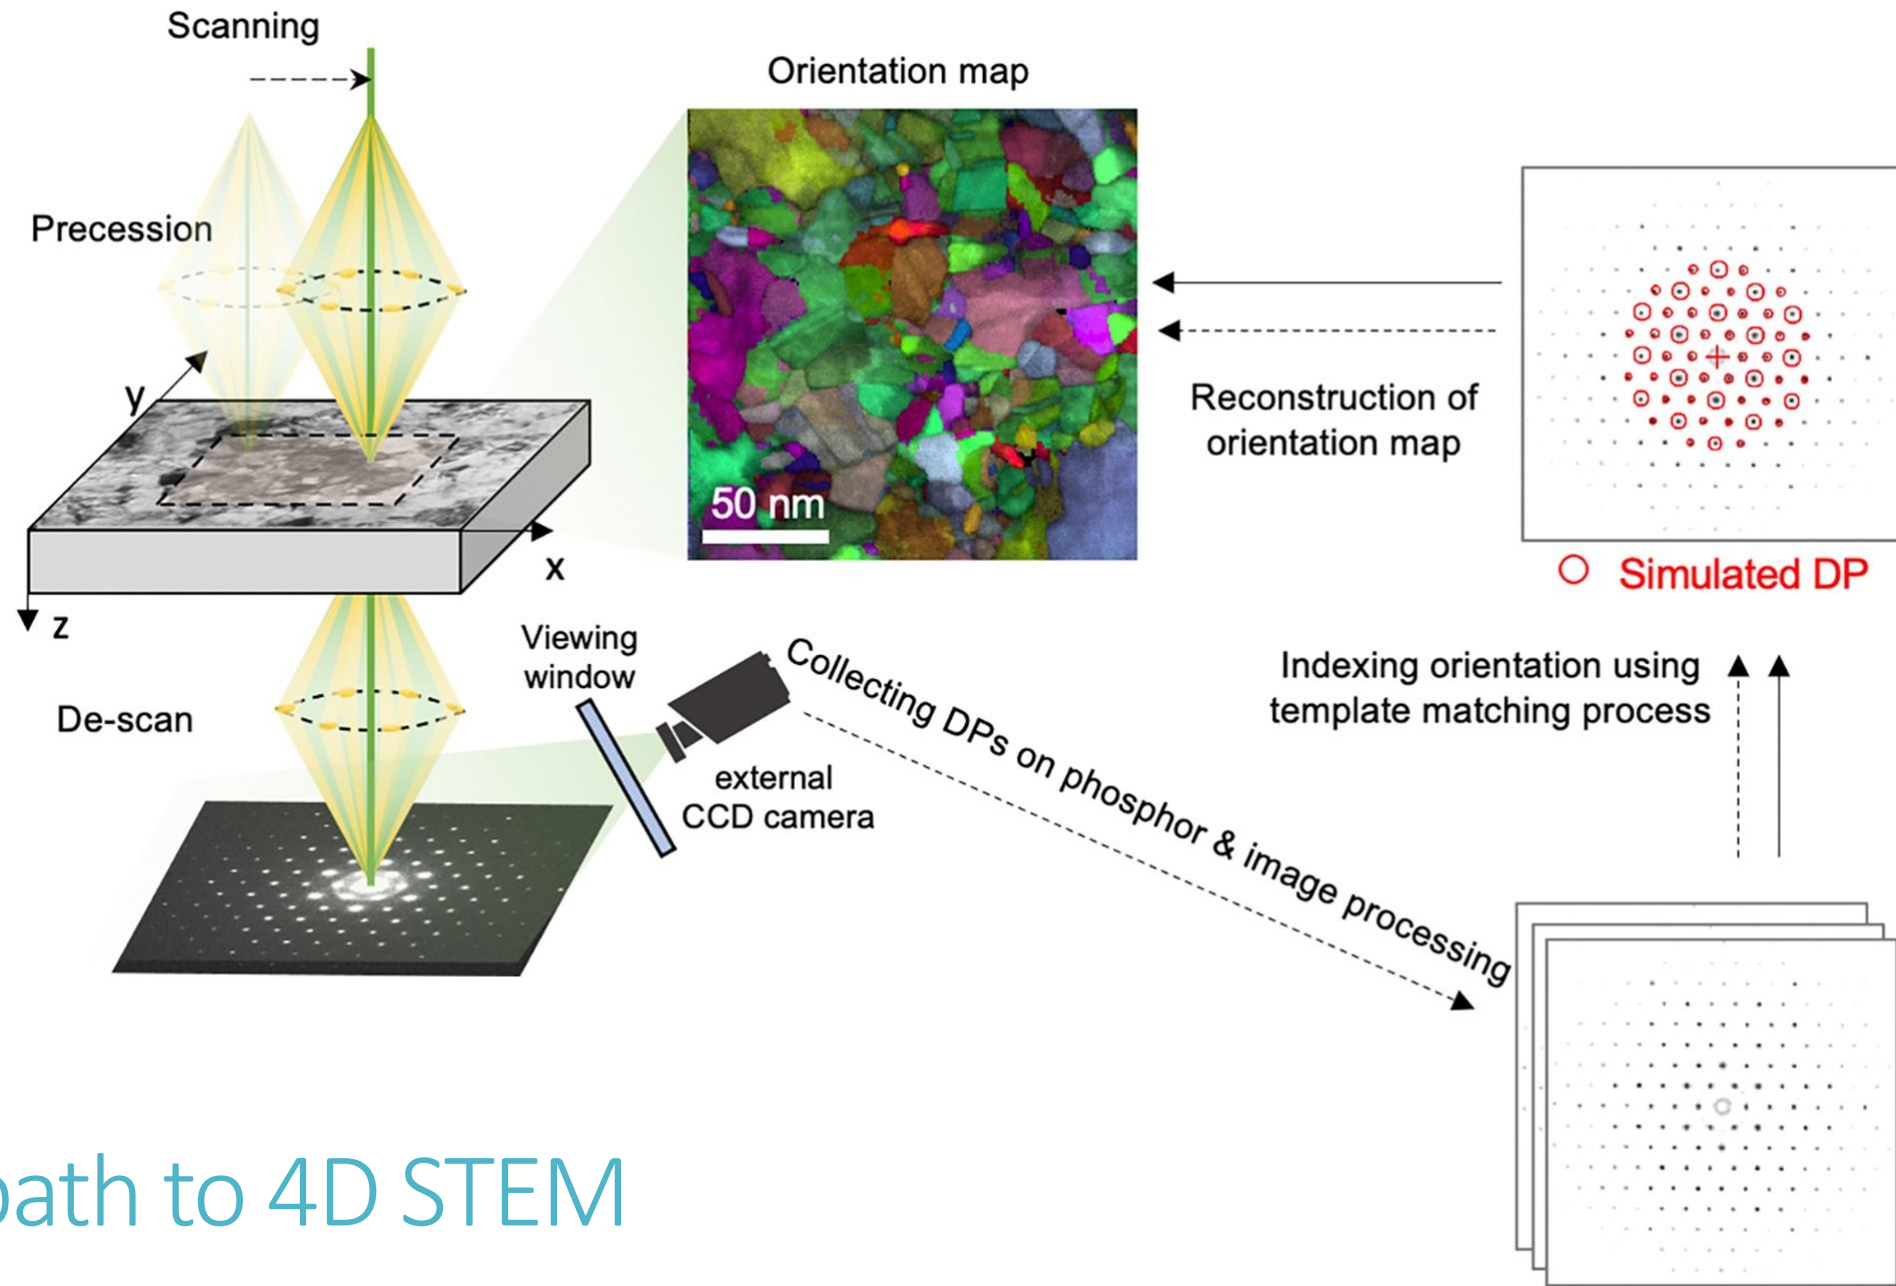 Scanning
Orientation map
Precession
y
50 nm
x
z
Reconstruction of
orientation map
Simulated DP
Viewing
window
De-scan
external
CCD camera
Collecting DPs on phosphor & image processing
Indexing orientation using
template matching process
path to 4D STEM